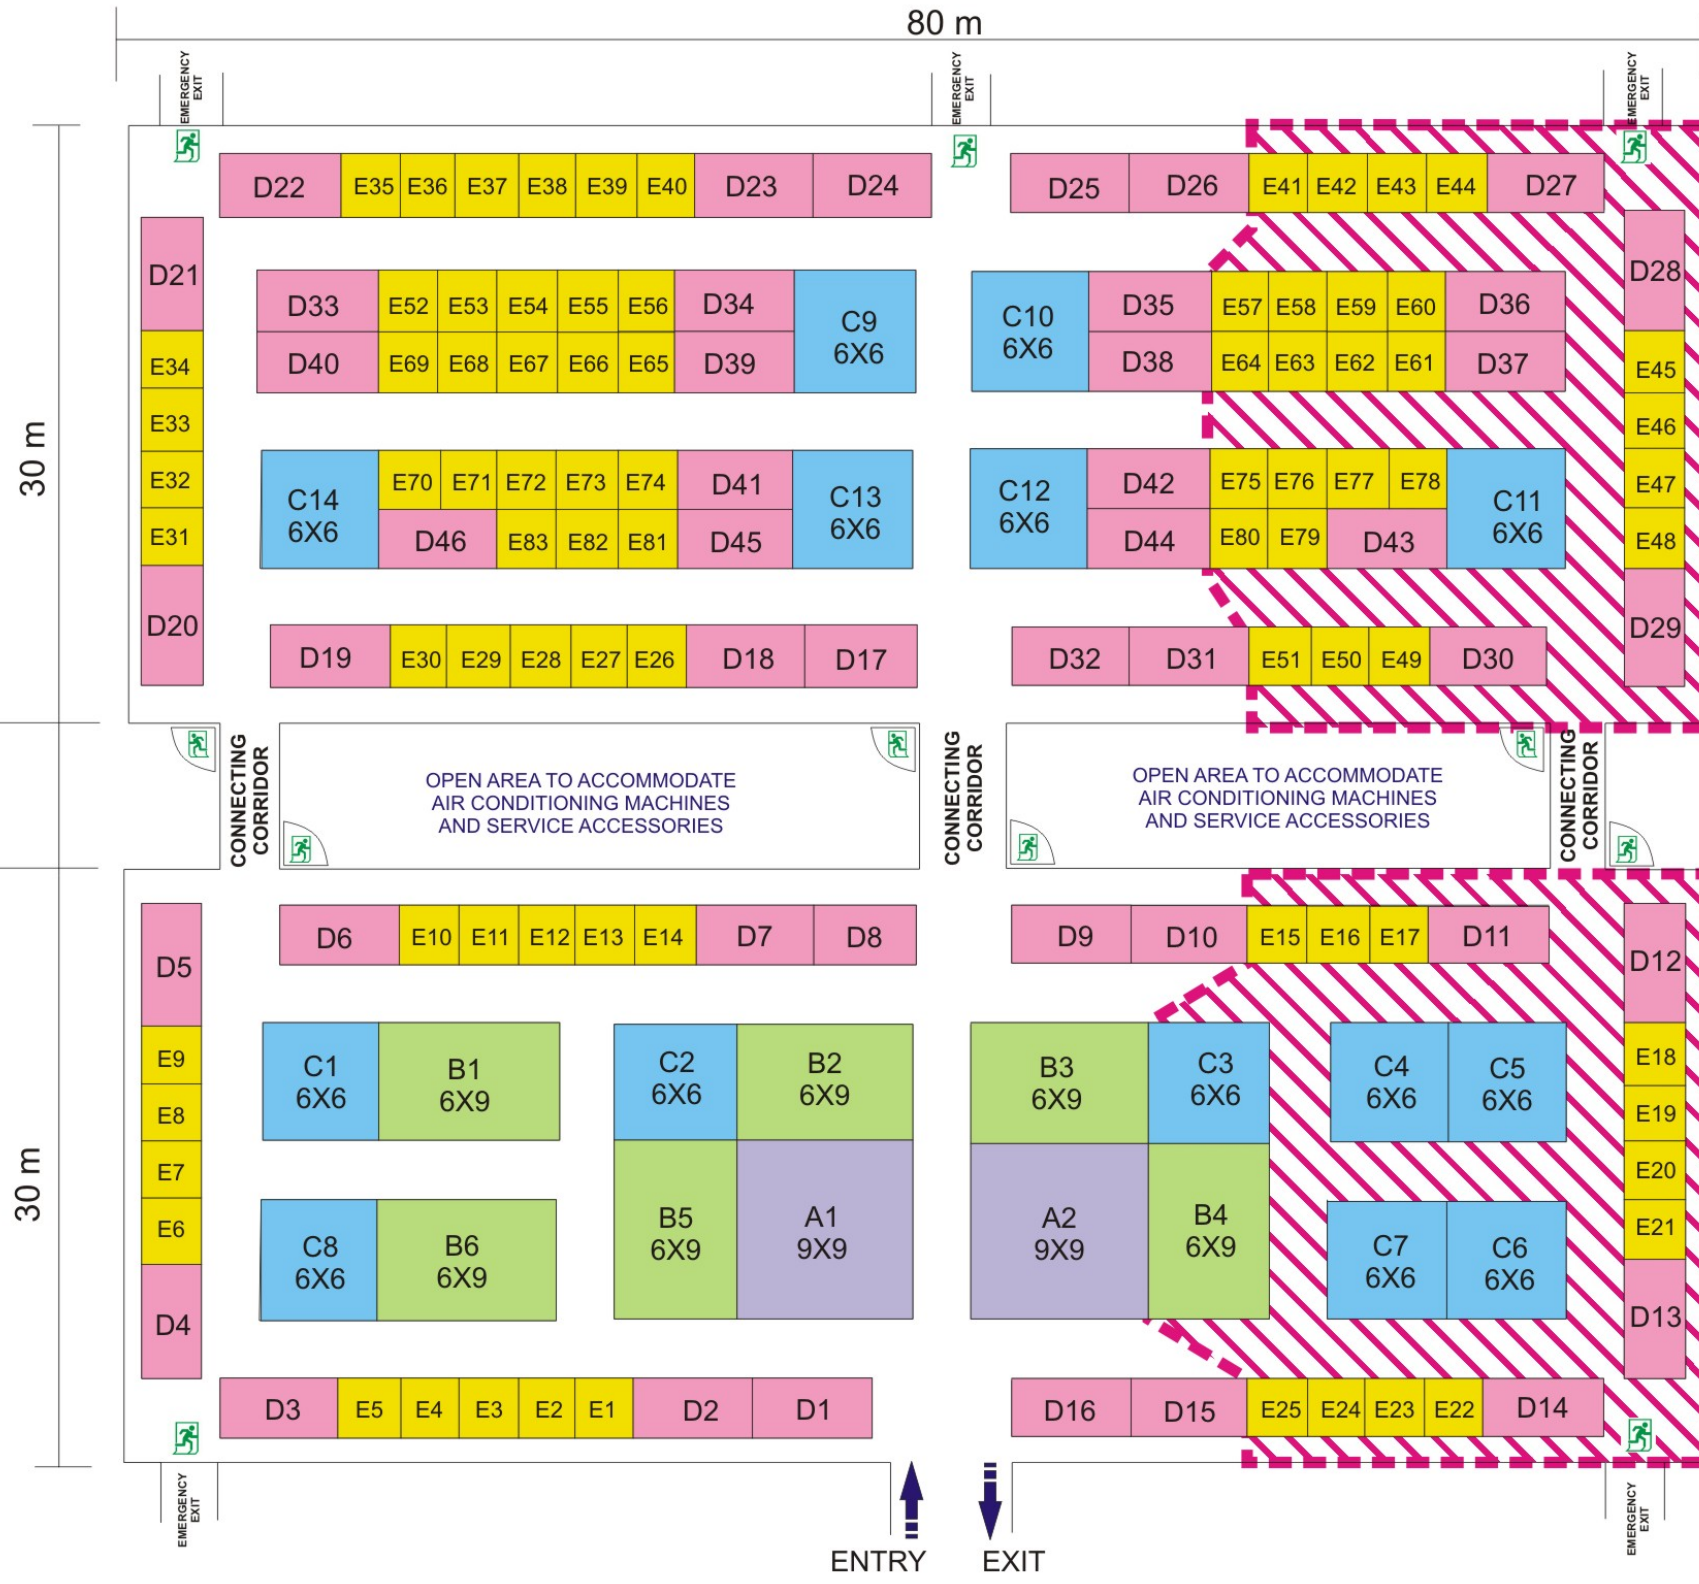 80 m
EMERGENCY
EXIT
EMERGENCY
EXIT
EMERGENCY
EXIT
D22 E35 E36 E37 E38 E39 E40 D23 D24 D25 D26 E41 E42 E43 E44 D27
D21
E34
E33
E32
E31
D20
D33 E52 E53 E54 E55 E56 D34
D40 E69 E68 E67 E66 E65 D39
C9
6X6
C10
6X6
D35 E57 E58 E59 E60 D36
D38 E64 E63 E62 E61 D37
D28
E45
E46
E47
E48
D29
30 m
C14
6X6
E70 E71 E72 E73 E74 D41
D46 E83 E82 E81 D45
C13
6X6
C12
6X6
D42 E75 E76 E77 E78
D44 E80 E79 D43
C11
6X6
D19 E30 E29 E28 E27 E26 D18 D17 D32 D31 E51 E50 E49 D30
CONNECTING
CORRIDOR
OPEN AREA TO ACCOMMODATE
AIR CONDITIONING MACHINES
AND SERVICE ACCESSORIES
CONNECTING
CORRIDOR
OPEN AREA TO ACCOMMODATE
AIR CONDITIONING MACHINES
AND SERVICE ACCESSORIES
CONNECTING
CORRIDOR
D6 E10 E11 E12 E13 E14 D7 D8 D9 D10 E15 E16 E17 D11
D5
E9
E8
E7
E6
D4
C1
6X6
B1
6X9
C2
6X6
B2
6X9
B3
6X9
C3
6X6
C4
6X6
C5
6X6
D12
E18
E19
E20
E21
D13
30 m
C8
6X6
B6
6X9
B5
6X9
A1
9X9
A2
9X9
B4
6X9
C7
6X6
C6
6X6
D3 E5 E4 E3 E2 E1 D2 D1 D16 D15 E25 E24 E23 E22 D14
EMERGENCY
EXIT
ENTRY EXIT
EMERGENCY
EXIT